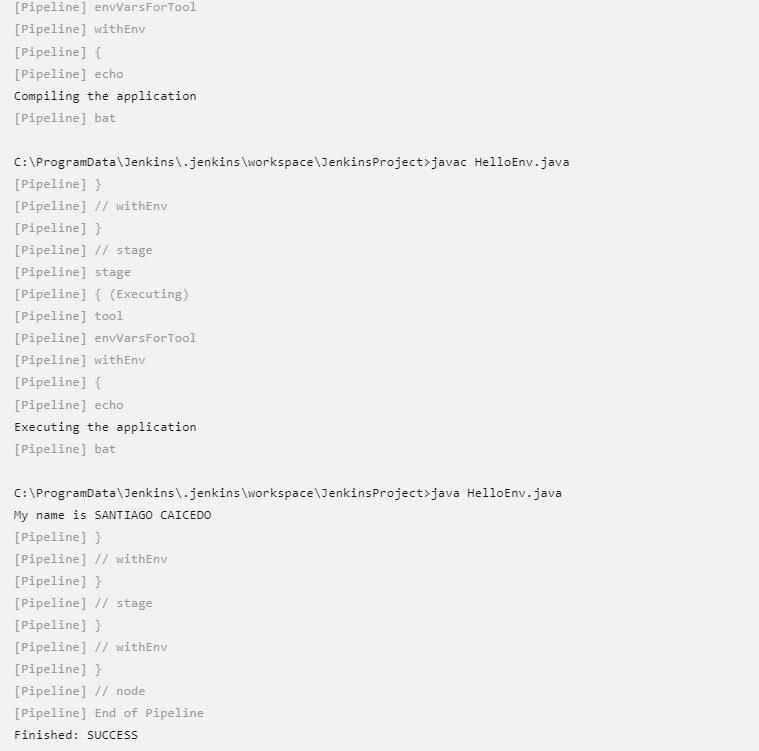 [Pipeline] envVarsForTool
[Pipeline] withEnv
[Pipeline] {
[Pipeline] echo
Compiling the application
[Pipeline] bat
C:\ProgramData\Jenkins\.jenkins\workspace\JenkinsProject>javac HelloEnv.java
[Pipeline] }
[Pipeline] // withEnv
[Pipeline] }
[Pipeline] // stage
[Pipeline] stage
[Pipeline] { (Executing)
[Pipeline] tool
[Pipeline] envVarsForTool
[Pipeline] withEnv
[Pipeline] {
[Pipeline] echo
Executing the application
[Pipeline] bat
C:\ProgramData\Jenkins\.jenkins\workspace\JenkinsProject>java HelloEnv.java
My name is SANTIAGO CAICEDO
[Pipeline] }
[Pipeline] // withEnv
[Pipeline] }
[Pipeline] // stage
[Pipeline] }
[Pipeline] // withEnv
[Pipeline] }
[Pipeline] // node
[Pipeline] End of Pipeline
Finished: SUCCESS